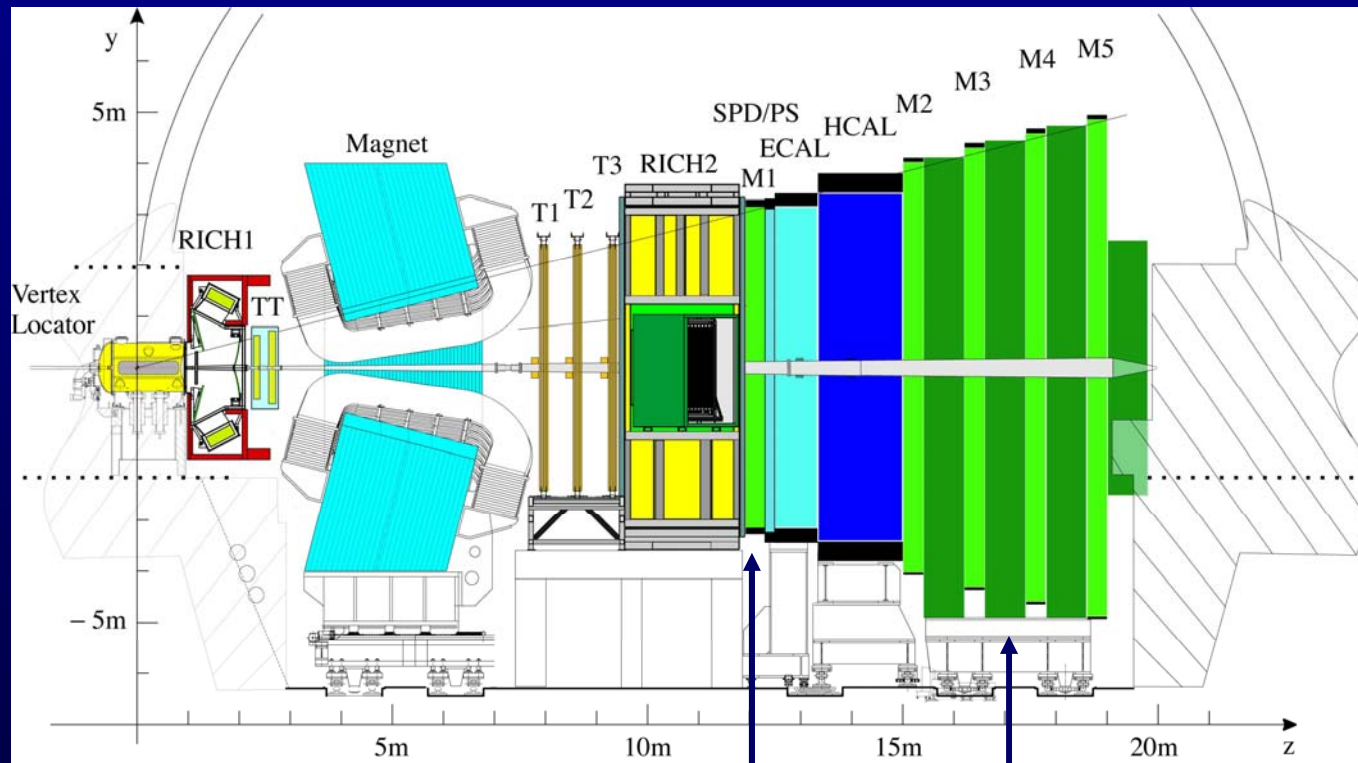 y
5m
Magnet
RICH1
Vertex
Locator
TT
T1
T2
T3
RICH2
M1
SPD/PS
ECAL
HCAL
M2
M3
M4
M5
− 5m
5m
10m
15m
20m
z